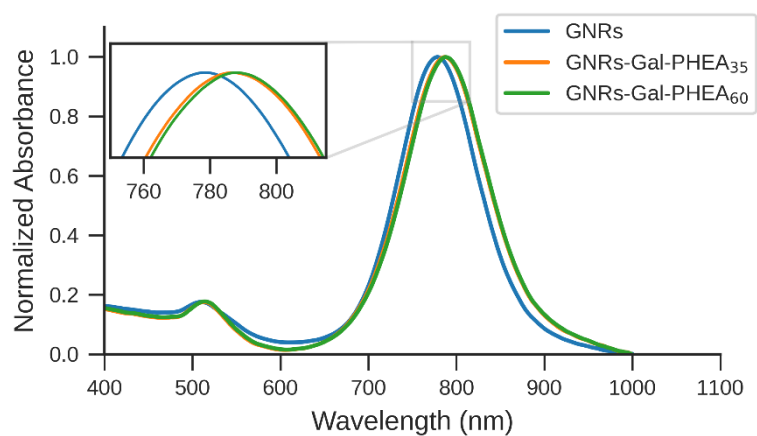 GNRs
GNRs-Gal-PHEA₃₅
GNRs-Gal-PHEA₆₀
Normalized Absorbance
1.0
0.8
0.6
0.4
0.2
0.0
760 780 800
400 500 600 700 800 900 1000 1100
Wavelength (nm)